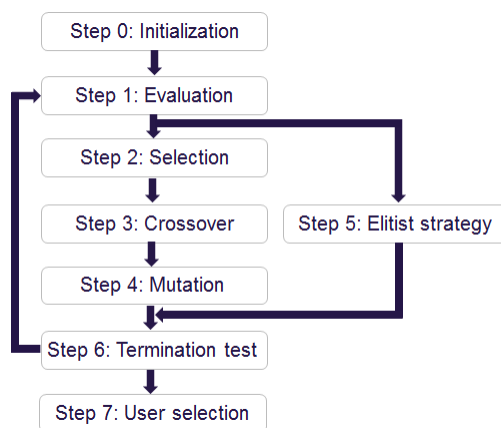 Step 0: Initialization
Step 1: Evaluation
Step 2: Selection
Step 3: Crossover
Step 5: Elitist strategy
Step 4: Mutation
Step 6: Termination test
Step 7: User selection